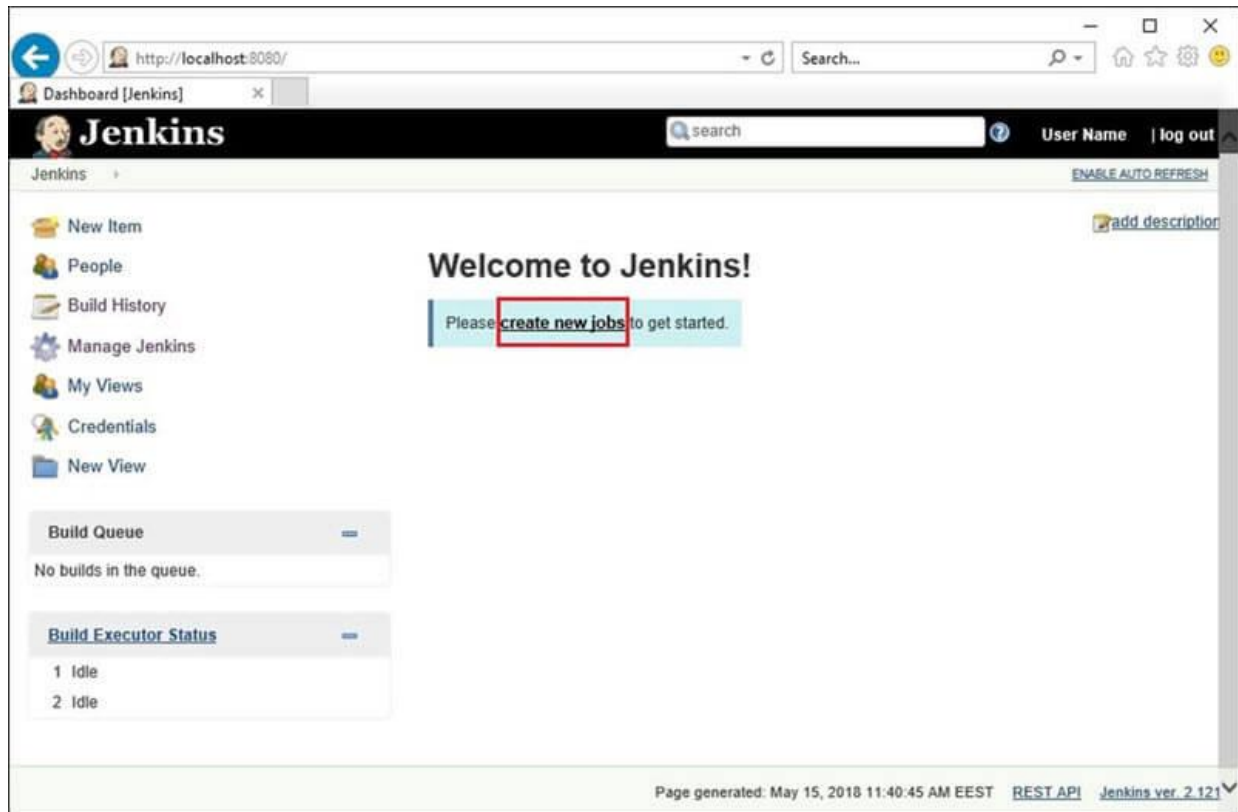 http://localhost:8080/
Search...
Dashboard [Jenkins]
Jenkins
search
User Name | log out
Jenkins
ENABLE AUTO REFRESH
New Item
add description
People
Welcome to Jenkins!
Build History
Please create new jobs to get started.
Manage Jenkins
My Views
Credentials
New View
Build Queue
No builds in the queue.
Build Executor Status
1 Idle
2 Idle
Page generated: May 15, 2018 11:40:45 AM EEST REST API Jenkins ver. 2.121